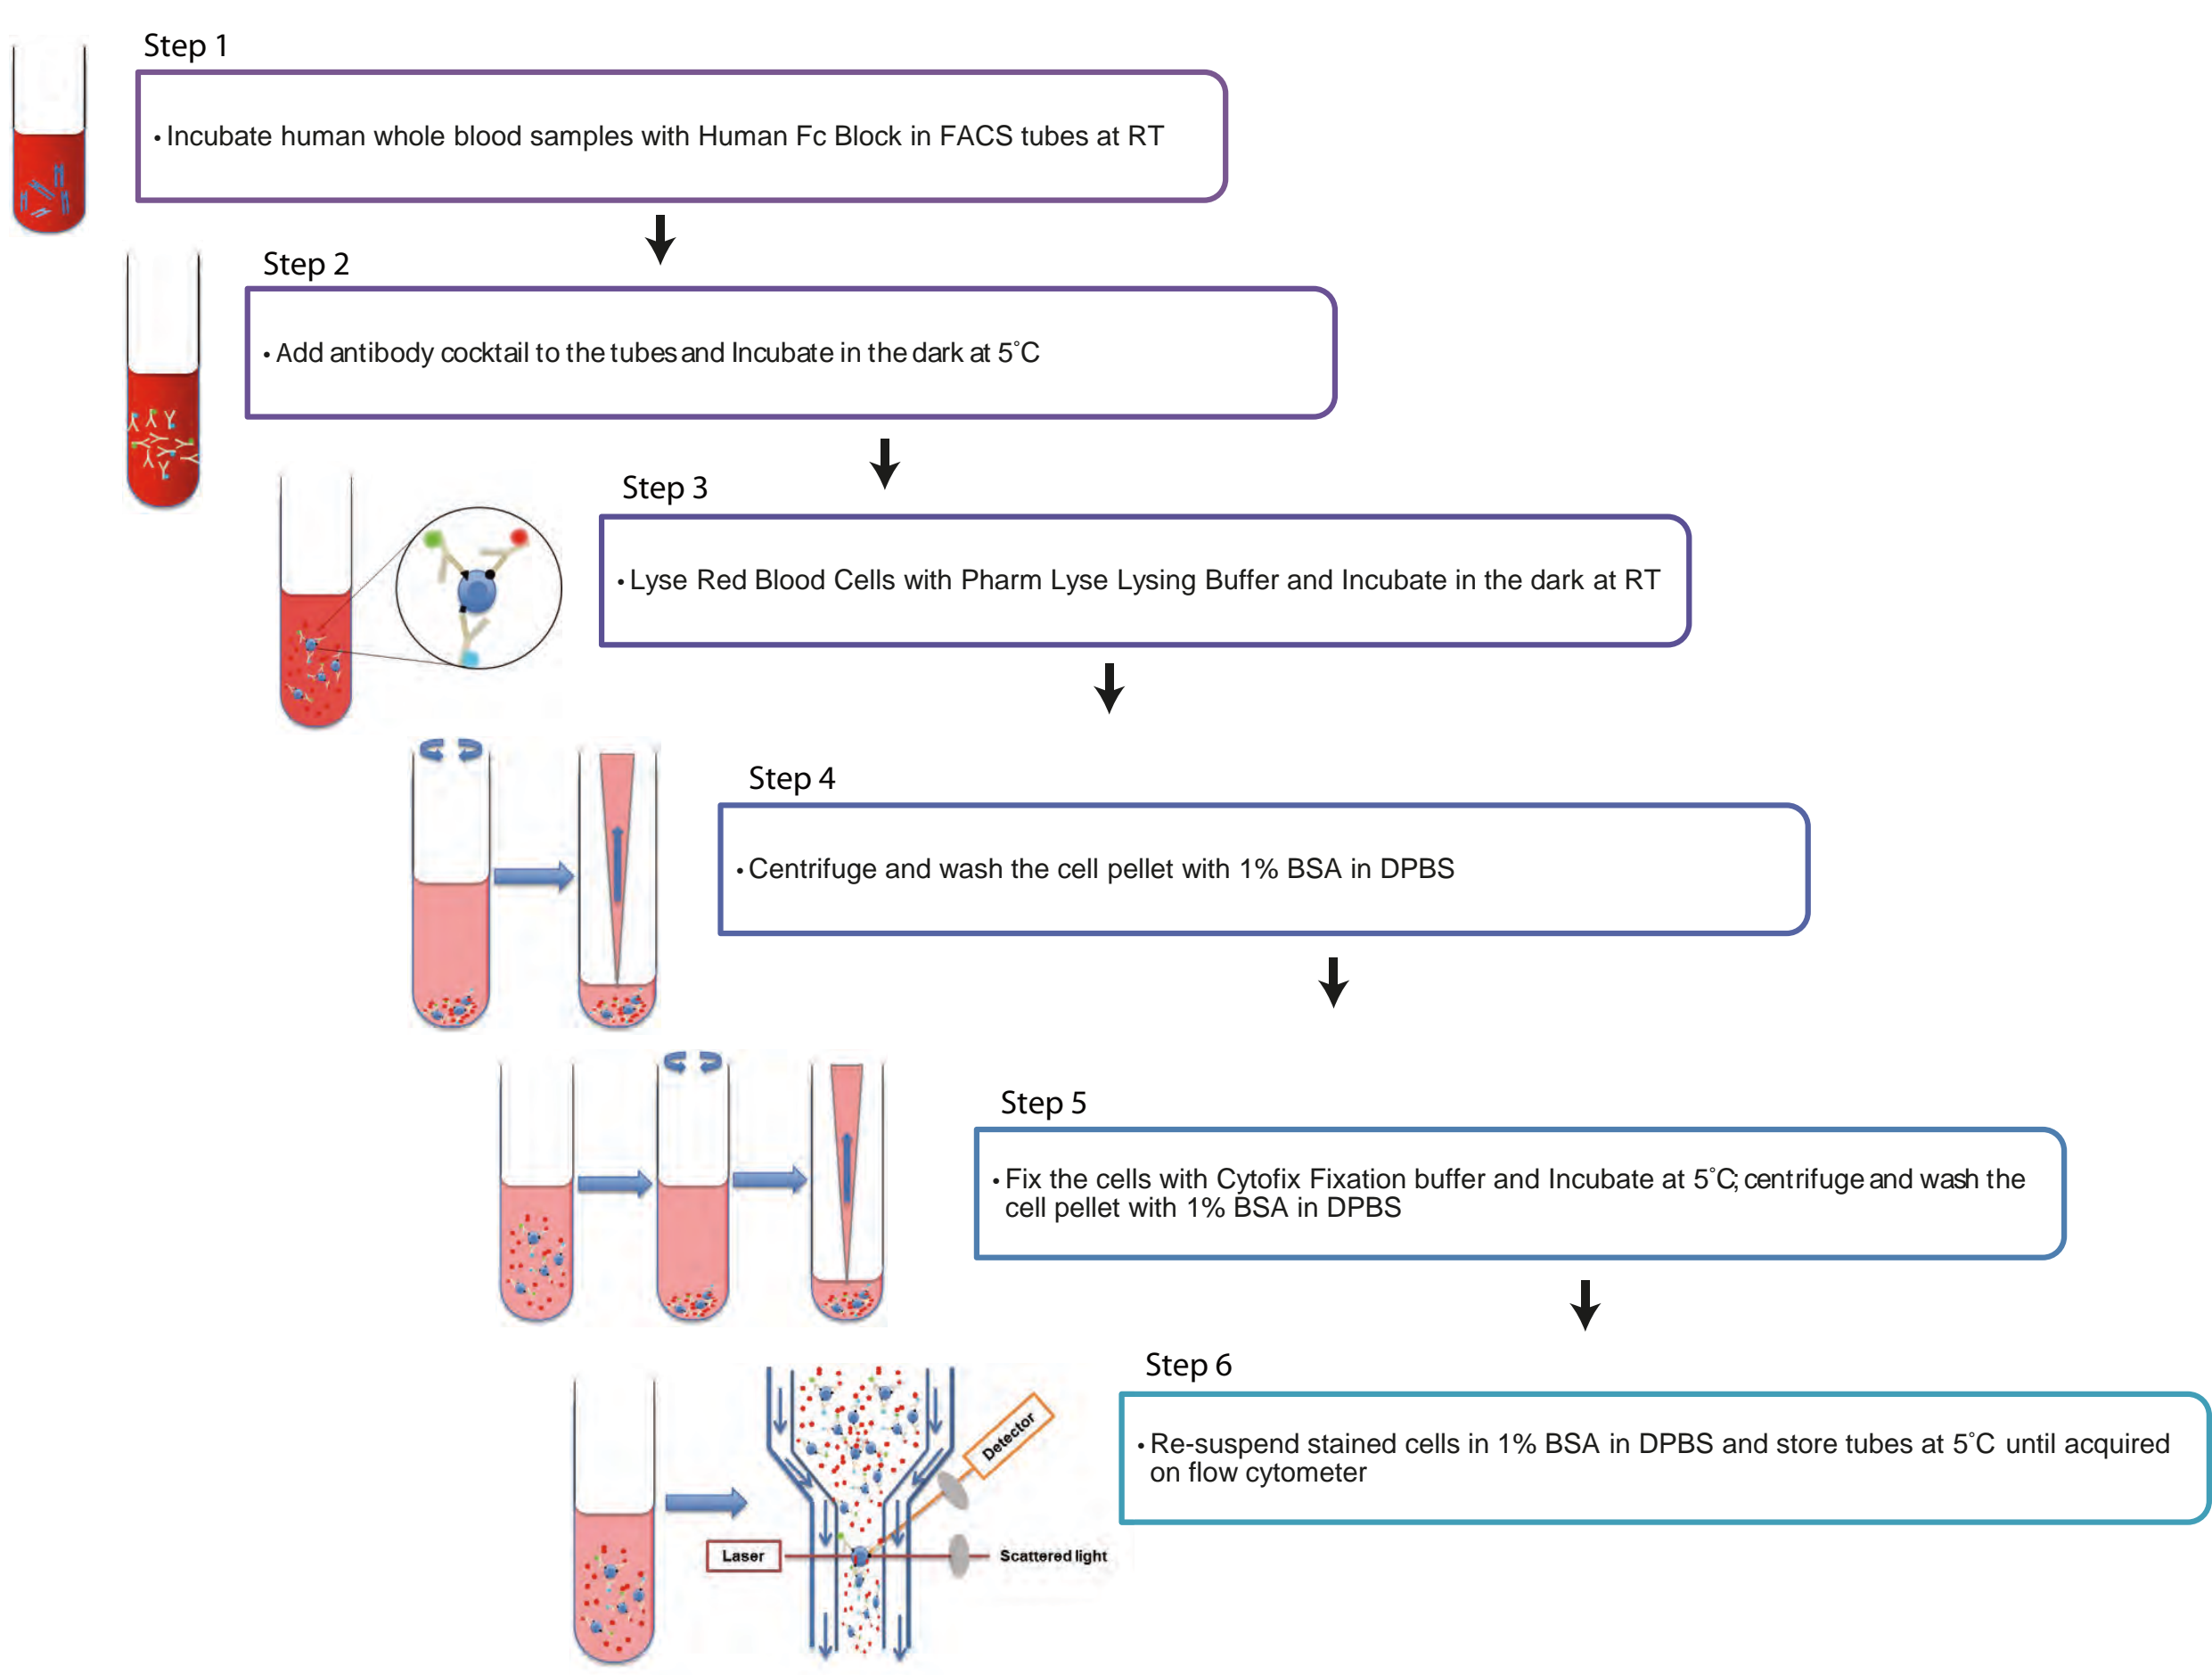 Step 1
• Incubate human whole blood samples with Human Fc Block in FACS tubes at RT
Step 2
• Add antibody cocktail to the tubes and Incubate in the dark at 5°C
Step 3
• Lyse Red Blood Cells with Pharm Lyse Lysing Buffer and Incubate in the dark at RT
Step 4
• Centrifuge and wash the cell pellet with 1% BSA in DPBS
Step 5
• Fix the cells with Cytofix Fixation buffer and Incubate at 5°C; centrifuge and wash the
cell pellet with 1% BSA in DPBS
Step 6
• Re-suspend stained cells in 1% BSA in DPBS and store tubes at 5°C until acquired
on flow cytometer
Detector
Laser
Scattered light